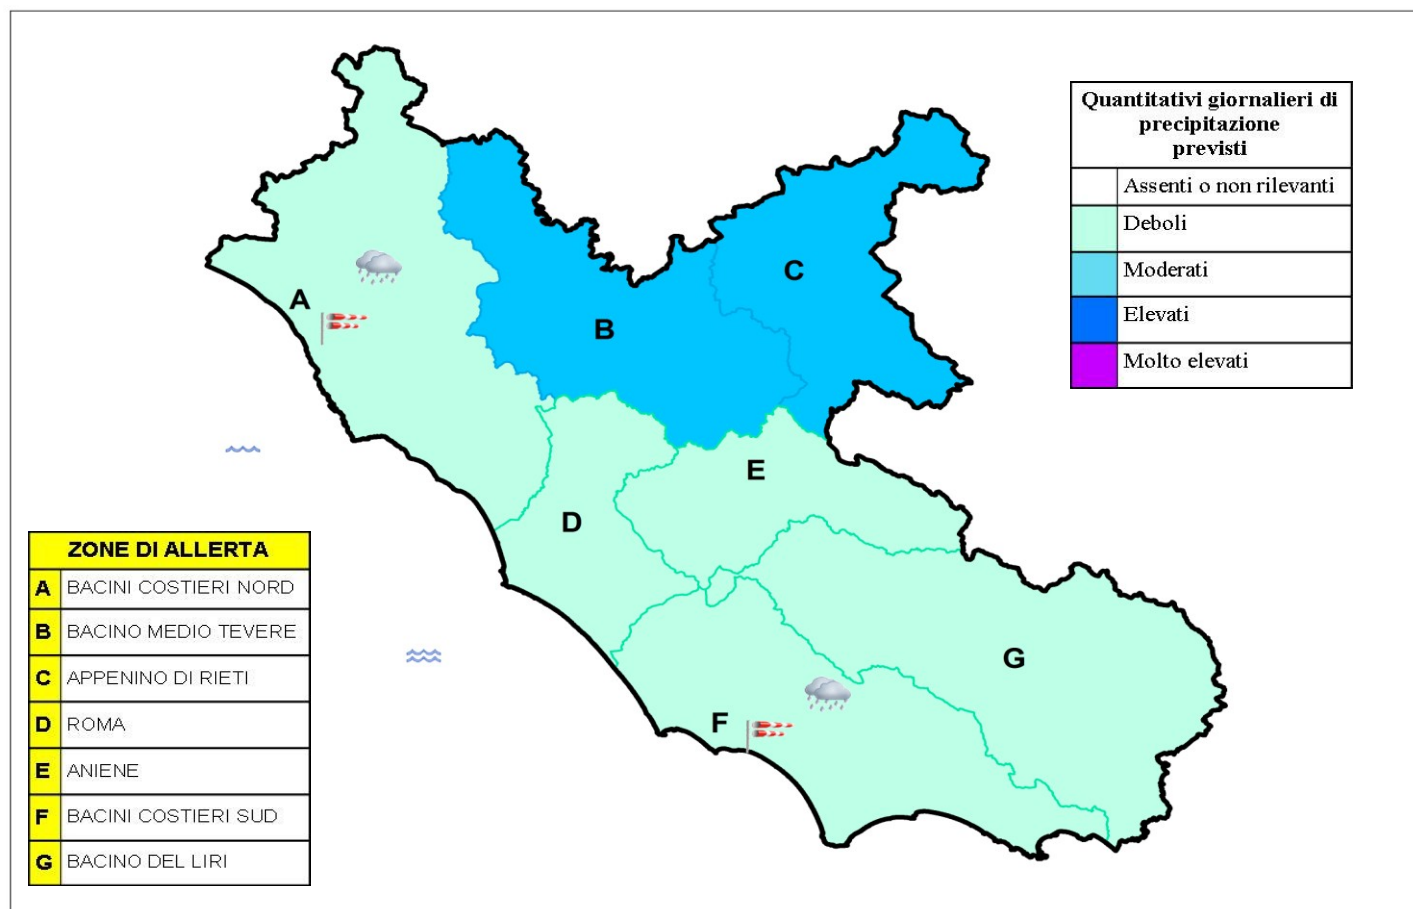 Quantitativi giornalieri di
precipitazione
previsti
Assenti o non rilevanti
Deboli
Moderati
Elevati
Molto elevati
A
B
C
D
E
F
G
ZONE DI ALLERTA
A BACINI COSTIERI NORD
B BACINO MEDIO TEVERE
C APPENINO DI RIETI
D ROMA
E ANIENE
F BACINI COSTIERI SUD
G BACINO DEL LIRI